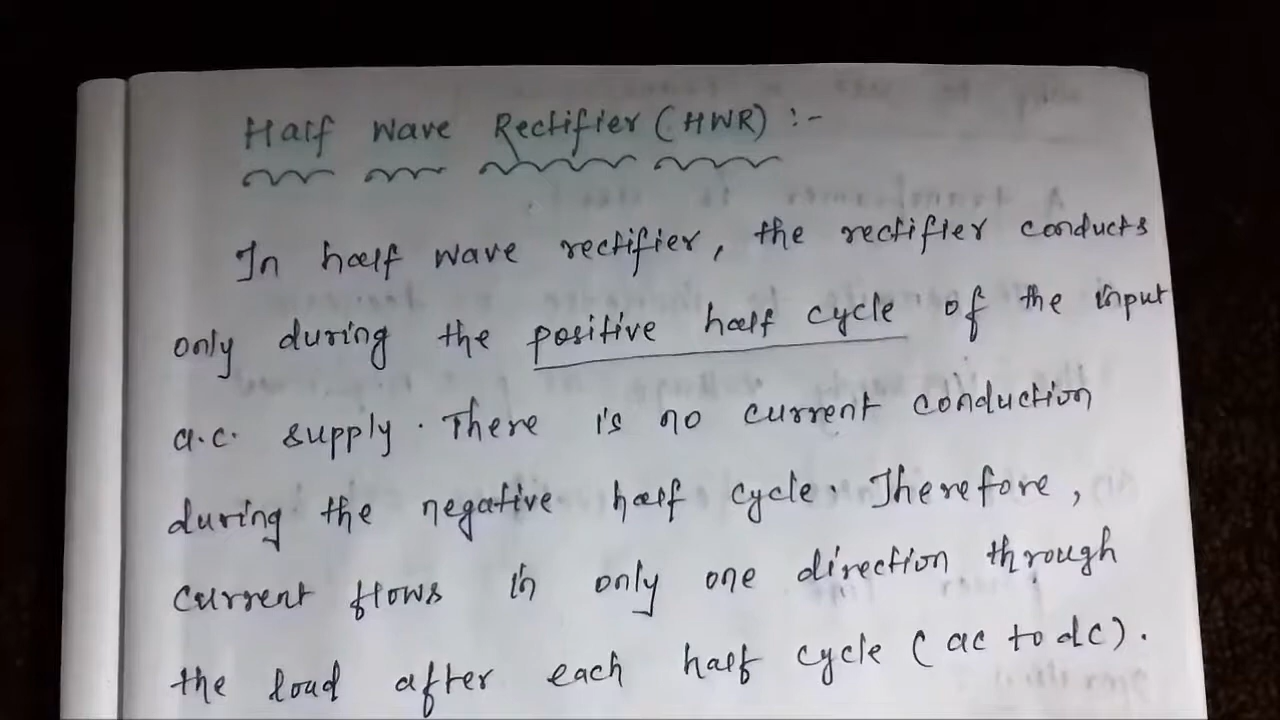 Half Wave Rectifier (HWR) :-
In half wave rectifier, the rectifier conducts
only during the positive half cycle of the input
a.c. supply. There is no current conduction
during the negative half cycle. Therefore,
current flows in only one direction through
the load after each half cycle (ac to dc).